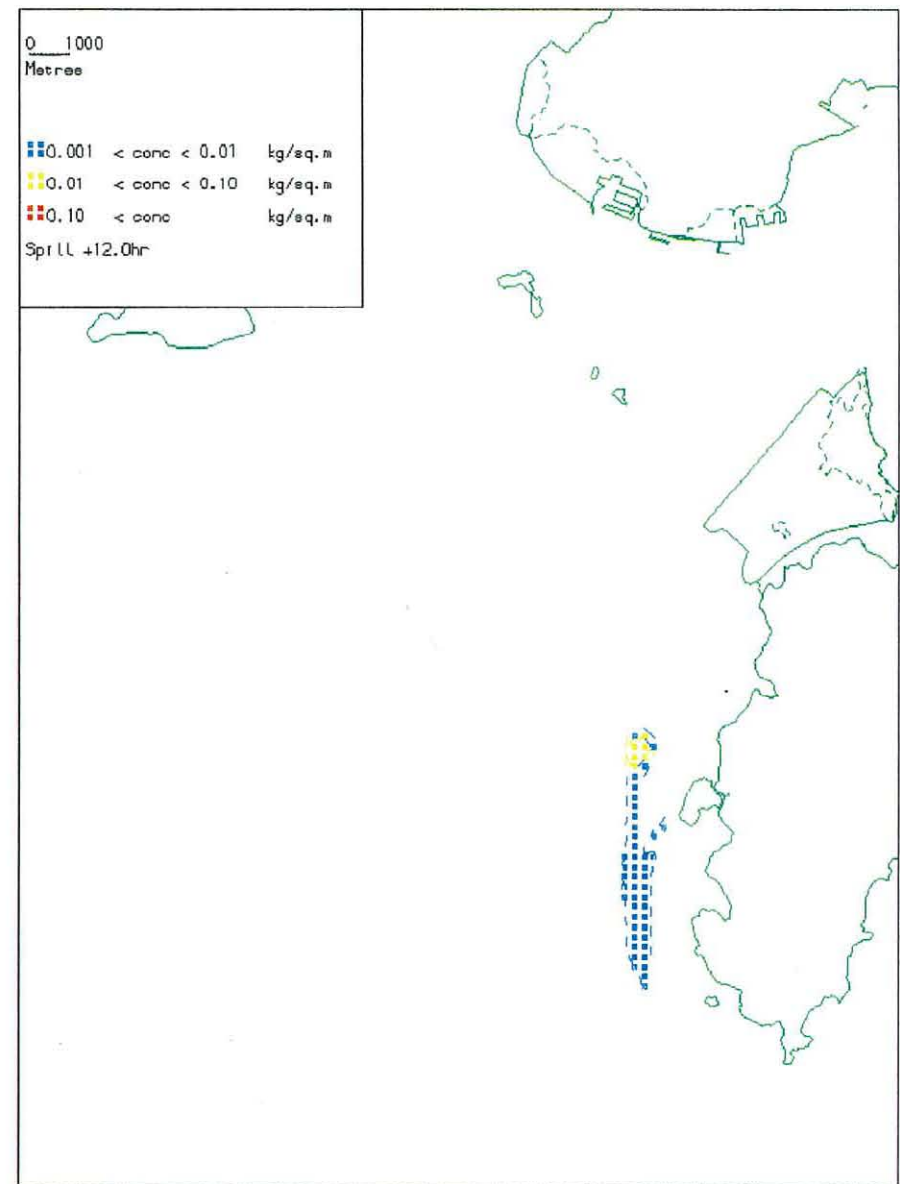 0 1000
Metres
0.001 < conc < 0.01 kg/sq.m
0.01 < conc < 0.10 kg/sq.m
0.10 < conc kg/sq.m
Spill +12.0hr